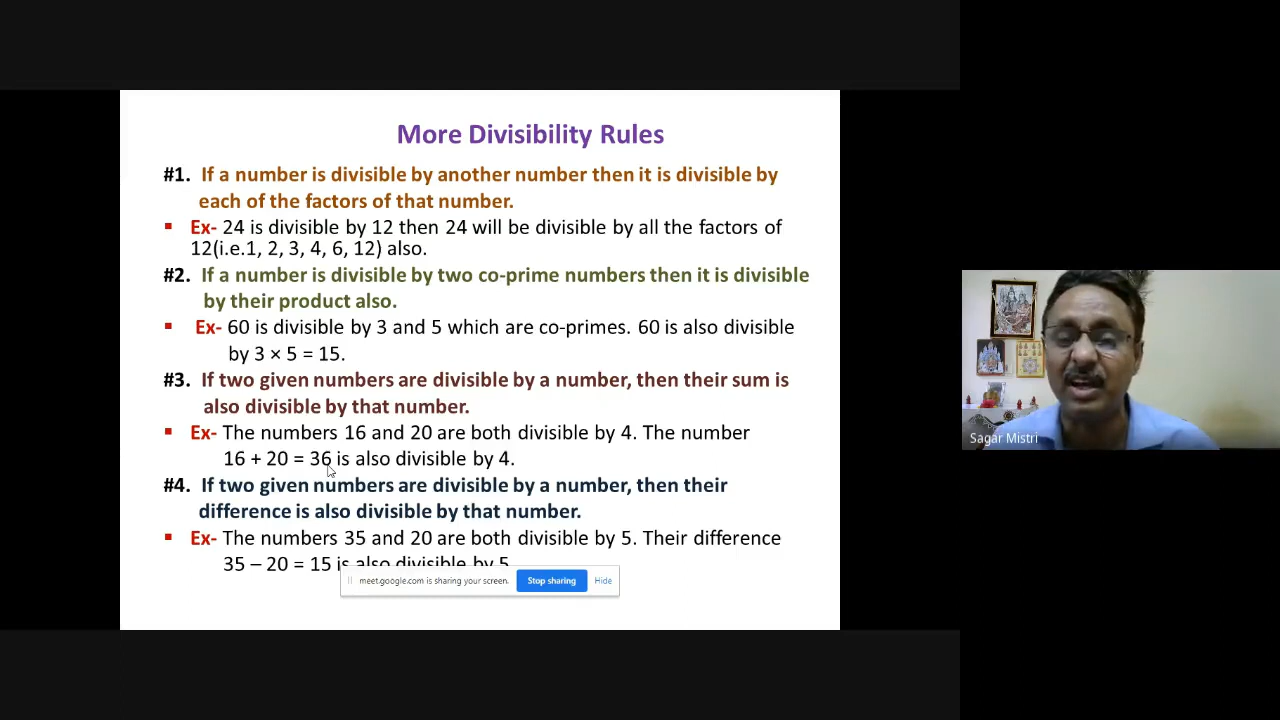 More Divisibility Rules
#1. If a number is divisible by another number then it is divisible by
each of the factors of that number.
▪ Ex- 24 is divisible by 12 then 24 will be divisible by all the factors of
12(i.e.1, 2, 3, 4, 6, 12) also.
#2. If a number is divisible by two co-prime numbers then it is divisible
by their product also.
▪ Ex- 60 is divisible by 3 and 5 which are co-primes. 60 is also divisible
by 3 × 5 = 15.
#3. If two given numbers are divisible by a number, then their sum is
also divisible by that number.
▪ Ex- The numbers 16 and 20 are both divisible by 4. The number
16 + 20 = 36 is also divisible by 4.
#4. If two given numbers are divisible by a number, then their
difference is also divisible by that number.
▪ Ex- The numbers 35 and 20 are both divisible by 5. Their difference
35 – 20 = 15 is also divisible by 5
meet.google.com is sharing your screen. Stop sharing Hide
Sagar Mistri